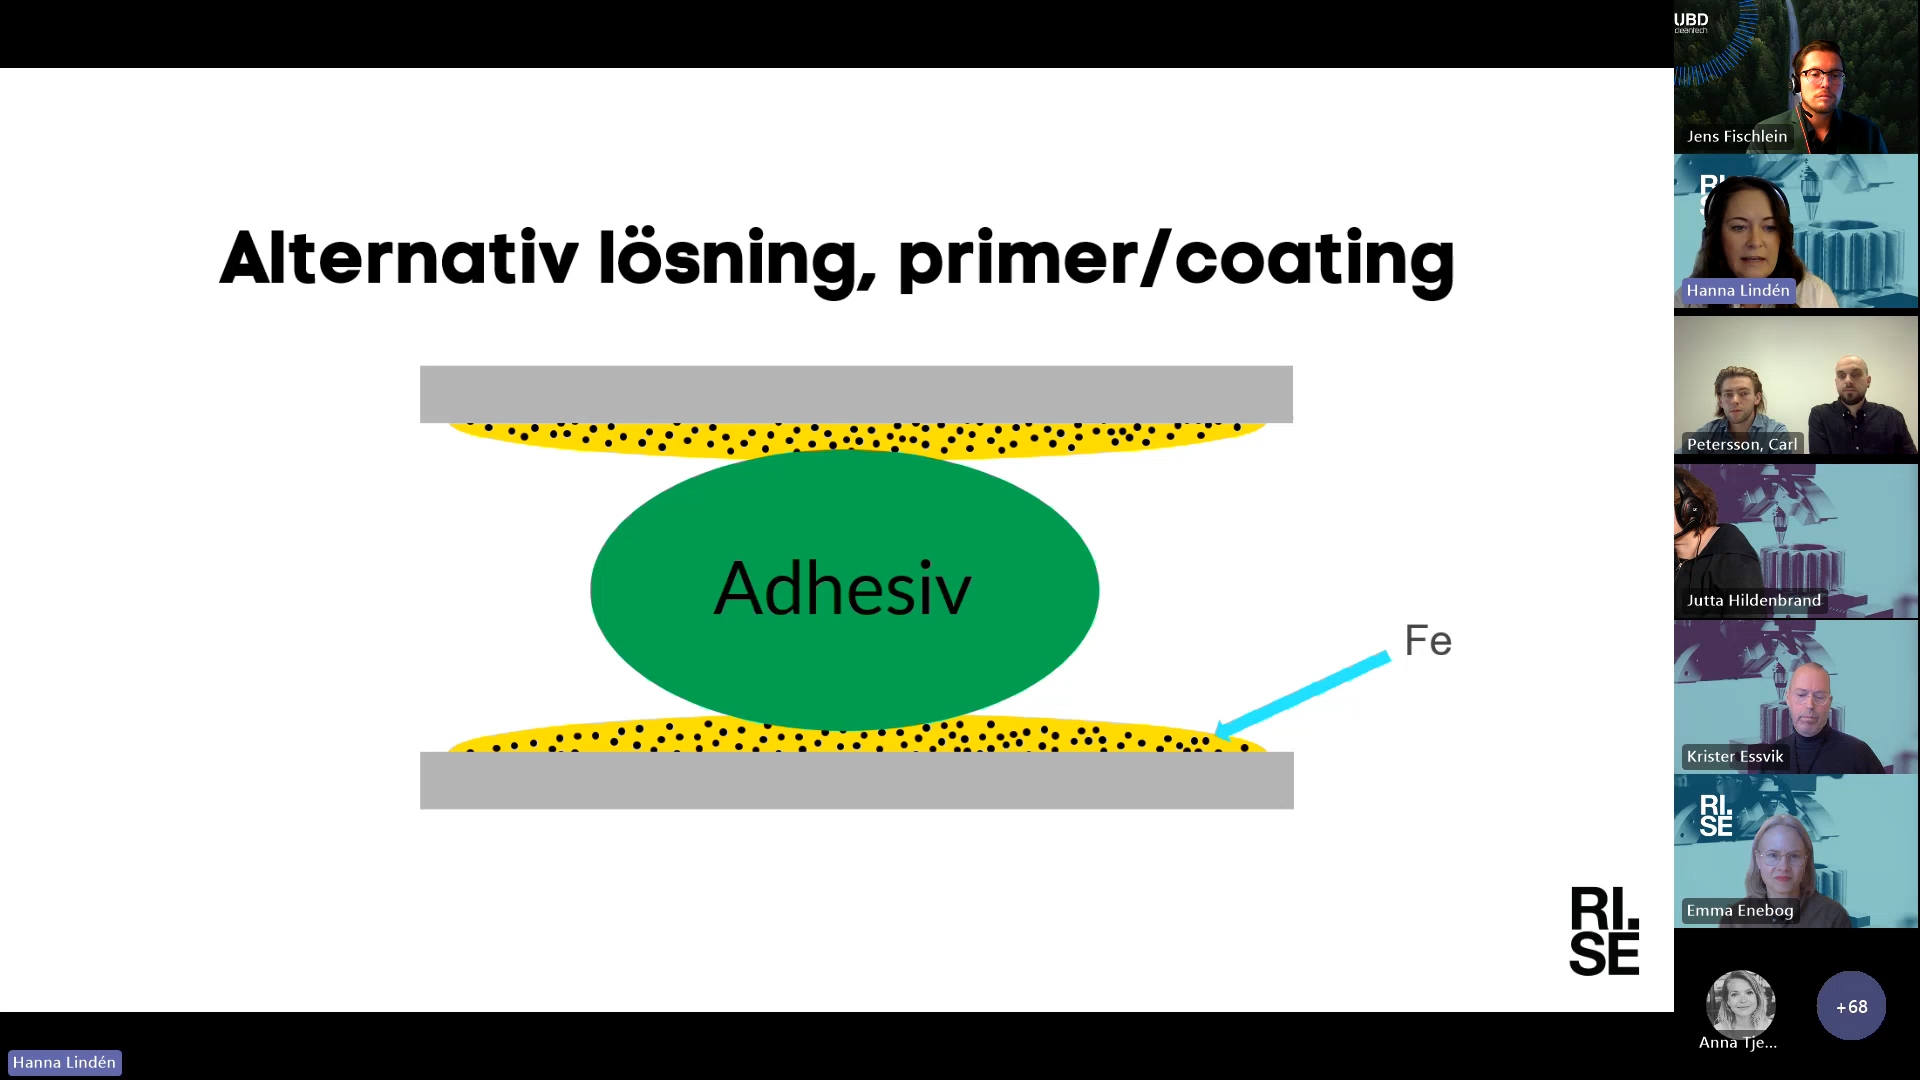 Alternativ lösning, primer/coating
Adhesiv
Fe
RI.
SE
Hanna Lindén
UBD
cleantech
Jens Fischlein
Hanna Lindén
Petersson, Carl
Jutta Hildenbrand
Krister Essvik
RI.
SE
Emma Enebog
Anna Tje...
+68